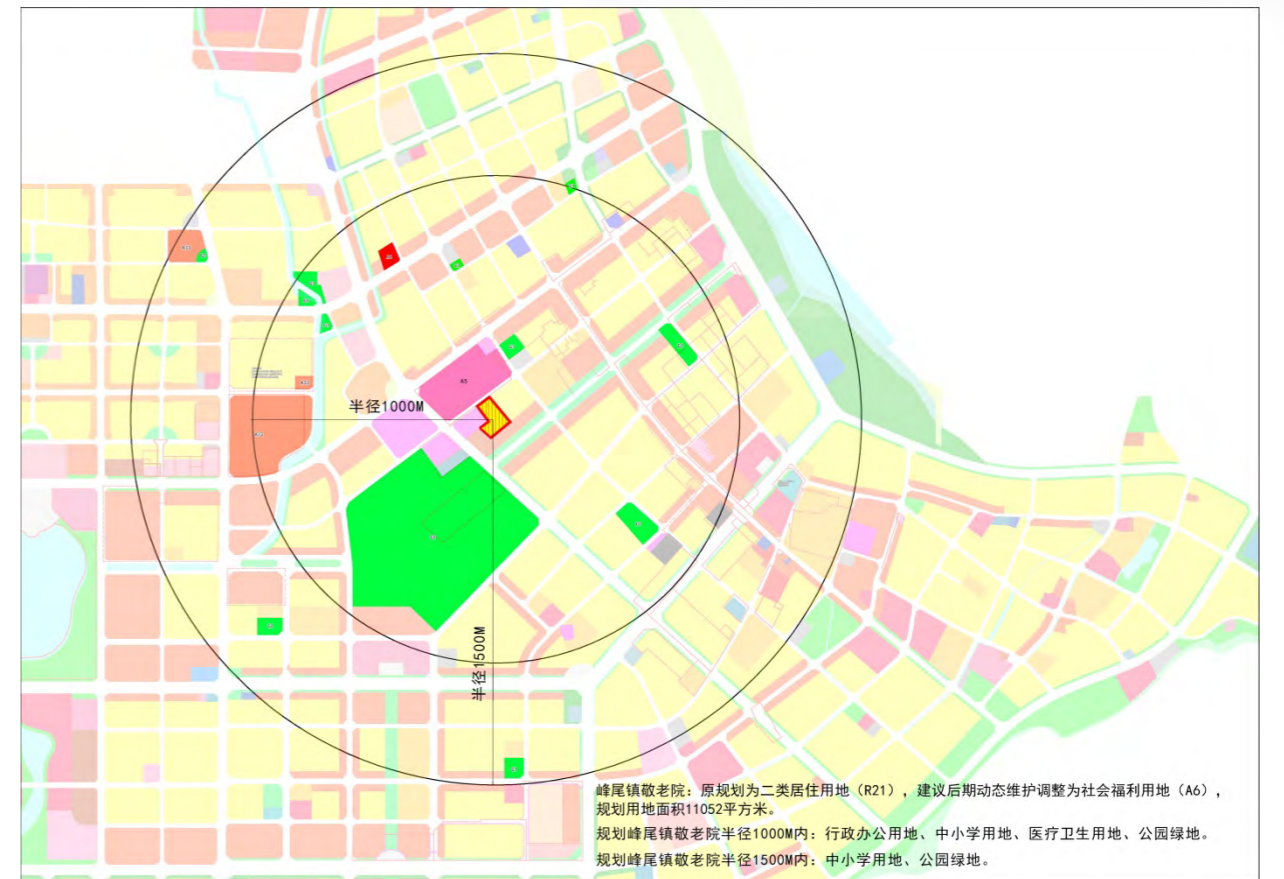 A5
半径1000M
半径1500M
峰尾镇敬老院：原规划为二类居住用地（R21），建议后期动态维护调整为社会福利用地（A6），
规划用地面积11052平方米。
规划峰尾镇敬老院半径1000M内：行政办公用地、中小学用地、医疗卫生用地、公园绿地。
规划峰尾镇敬老院半径1500M内：中小学用地、公园绿地。